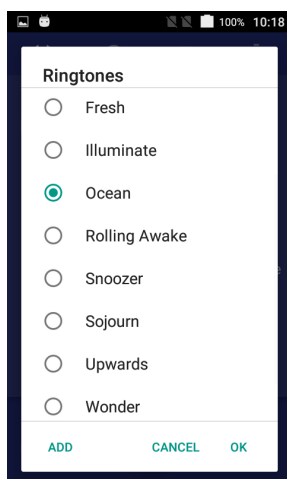 100% 10:18
Ringtones
Fresh
Illuminate
Ocean
Rolling Awake
Snoozer
Sojourn
Upwards
Wonder
ADD CANCEL OK